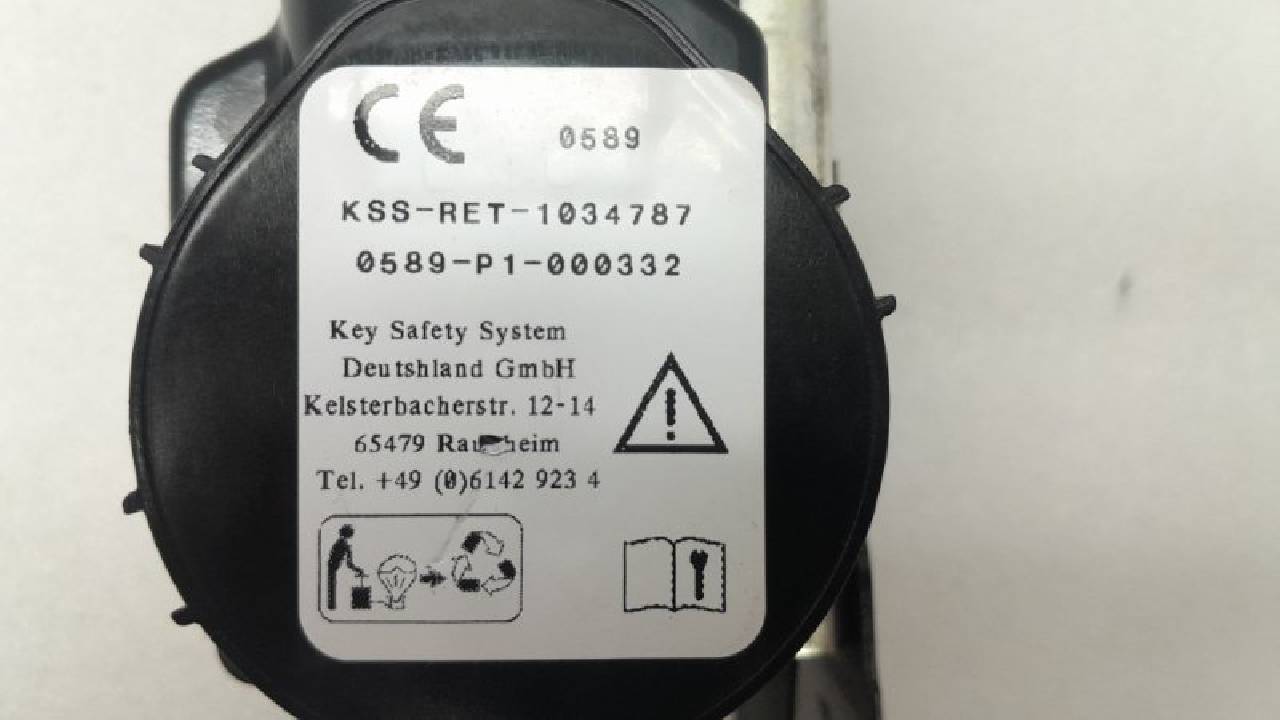 CE 0589
KSS-RET-1034787
0589-P1-000332
Key Safety System
Deutshland GmbH
Kelsterbacherstr. 12-14
65479
Tel. +49 (0)6142 923 4